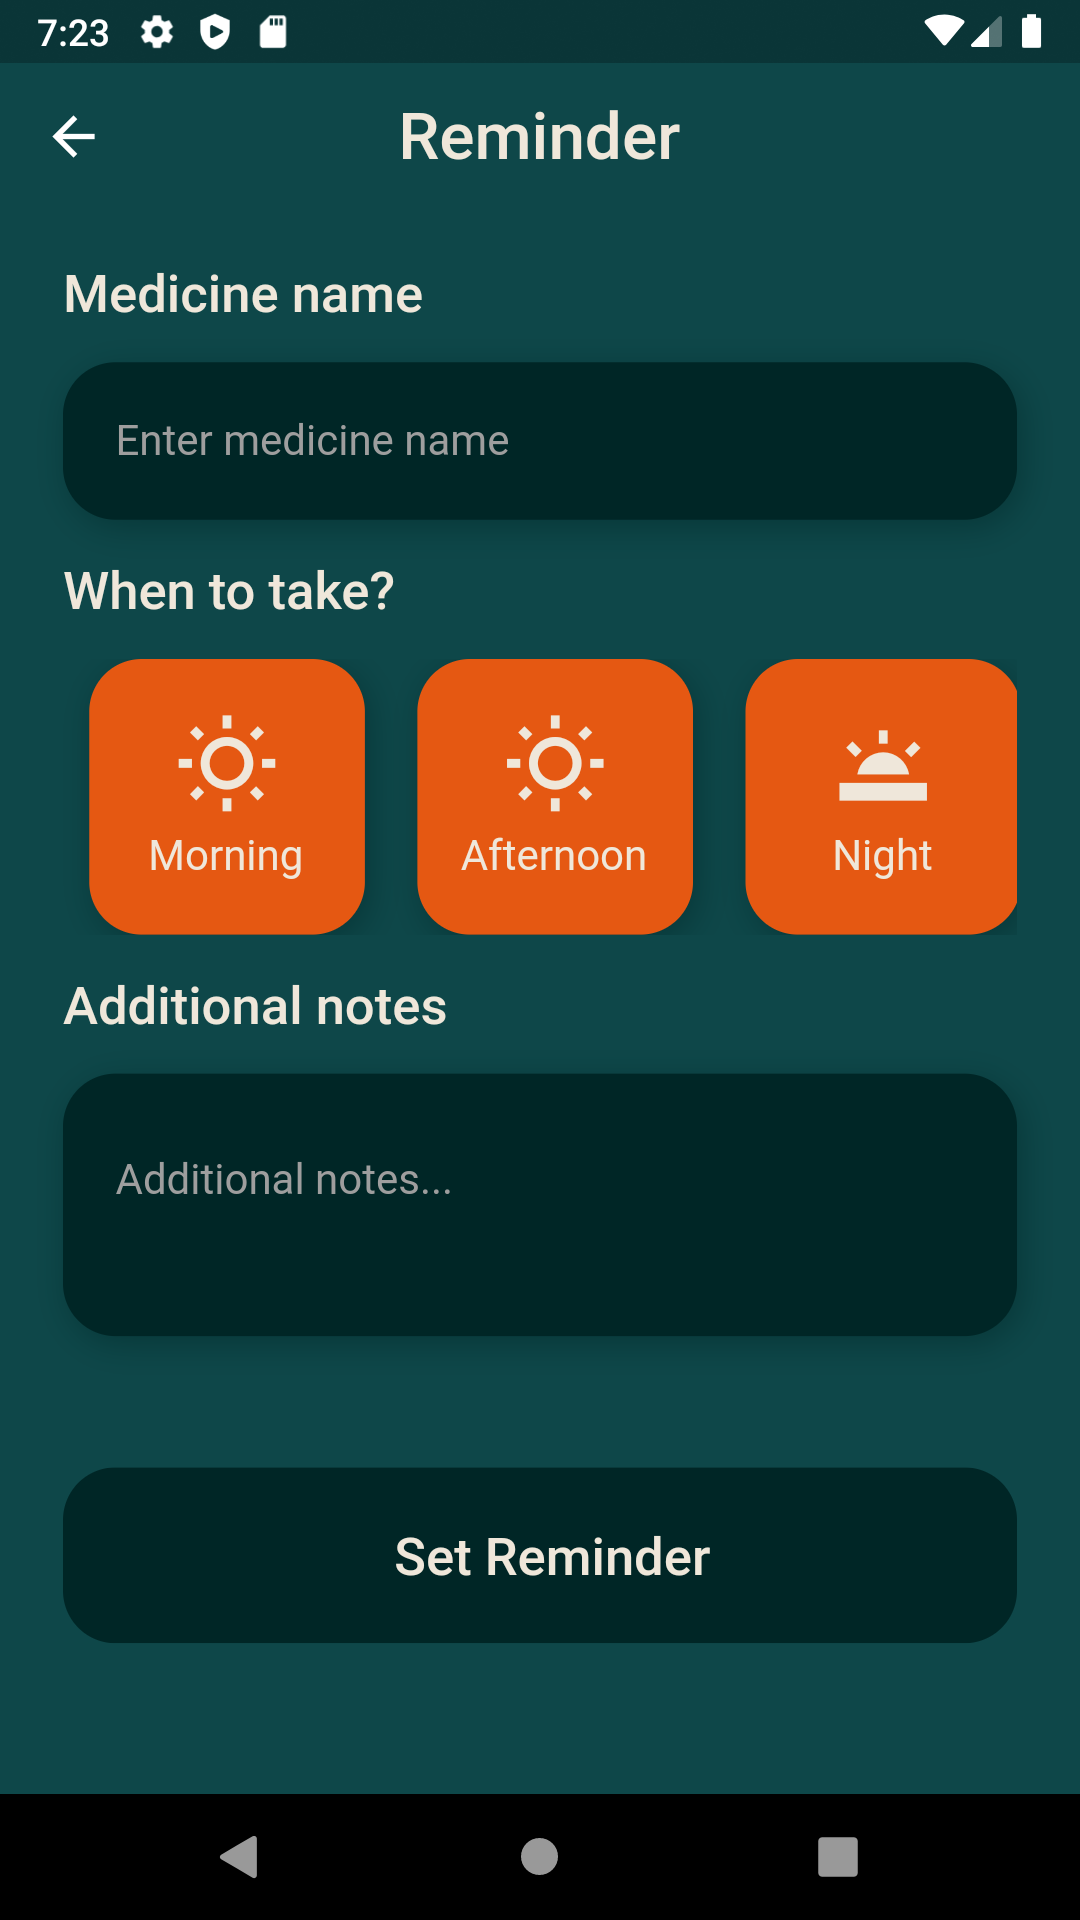 7:23
Reminder
Medicine name
Enter medicine name
When to take?
Morning Afternoon Night
Additional notes
Additional notes...
Set Reminder